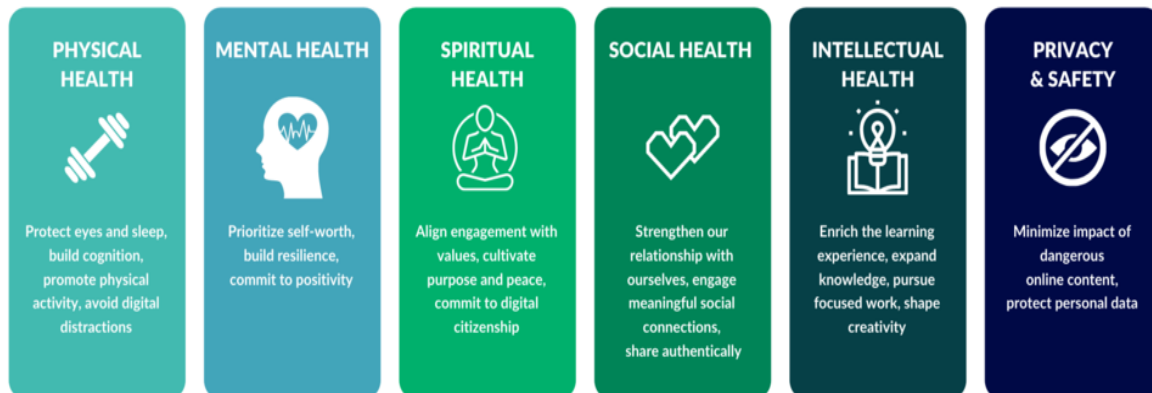 PHYSICAL
HEALTH
Protect eyes and sleep,
build cognition,
promote physical
activity, avoid digital
distractions
MENTAL HEALTH
Prioritize self-worth,
build resilience,
commit to positivity
SPIRITUAL
HEALTH
Align engagement with
values, cultivate
purpose and peace,
commit to digital
citizenship
SOCIAL HEALTH
Strengthen our
relationship with
ourselves, engage
meaningful social
connections,
share authentically
INTELLECTUAL
HEALTH
Enrich the learning
experience, expand
knowledge, pursue
focused work, shape
creativity
PRIVACY
& SAFETY
Minimize impact of
dangerous
online content,
protect personal data